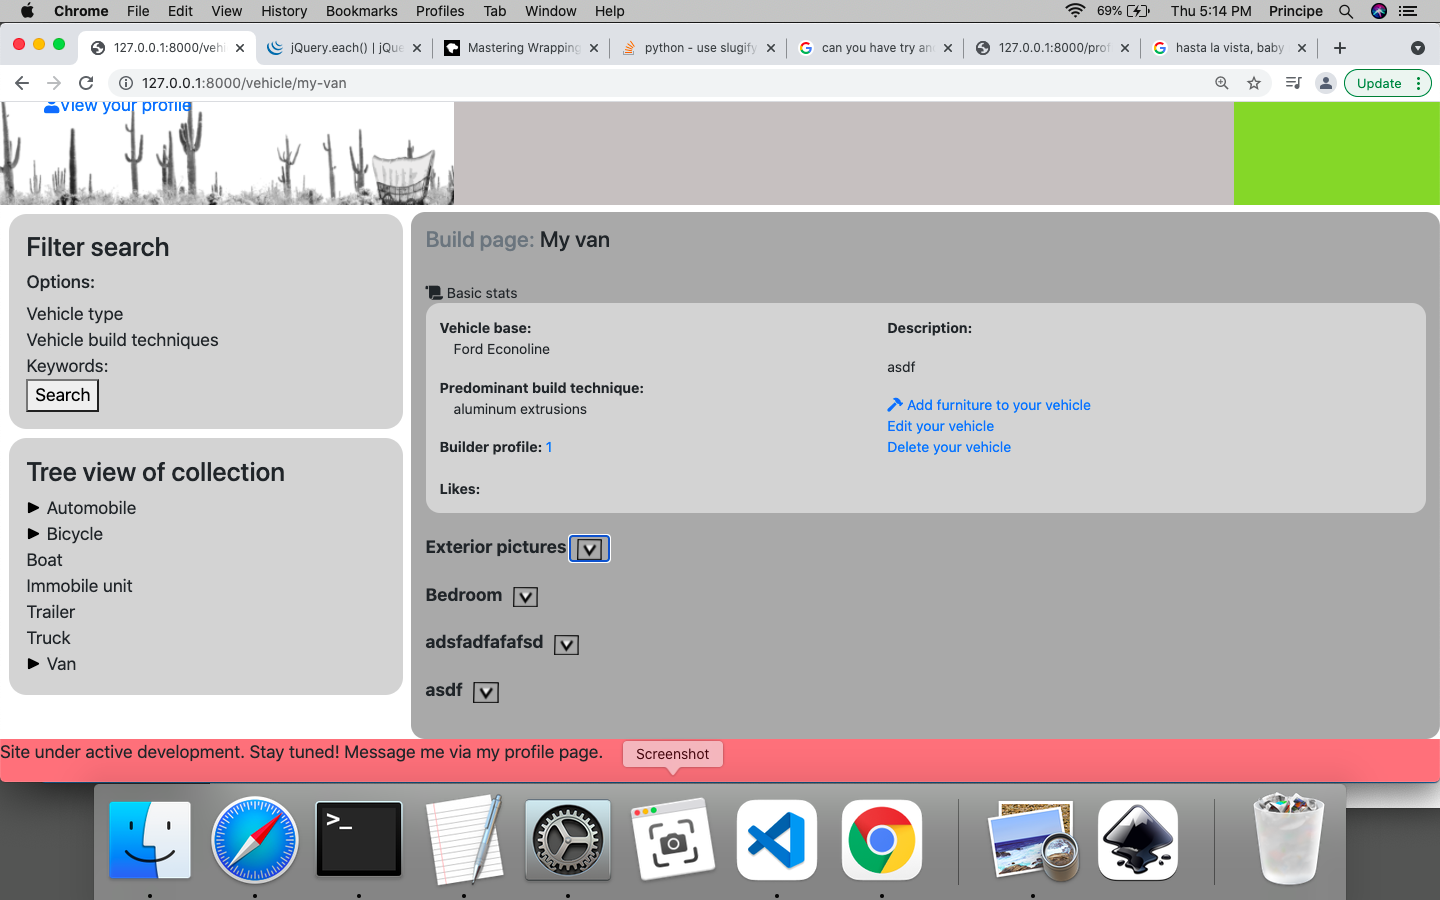 Chrome File Edit View History Bookmarks Profiles Tab Window Help 69% Thu 5:14 PM Principe
127.0.0.1:8000/vehi jQuery.each() | jQue Mastering Wrapping python - use slugify can you have try an 127.0.0.1:8000/prof hasta la vista, baby
127.0.0.1:8000/vehicle/my-van Update
View your profile
Filter search
Options:
Vehicle type
Vehicle build techniques
Keywords:
Search
Tree view of collection
Automobile
Bicycle
Boat
Immobile unit
Trailer
Truck
Van
Build page: My van
Basic stats
Vehicle base:
Ford Econoline
Predominant build technique:
aluminum extrusions
Builder profile: 1
Likes:
Description:
asdf
Add furniture to your vehicle
Edit your vehicle
Delete your vehicle
Exterior pictures
Bedroom
adsfadfafafsd
asdf
Site under active development. Stay tuned! Message me via my profile page.
Screenshot
>_